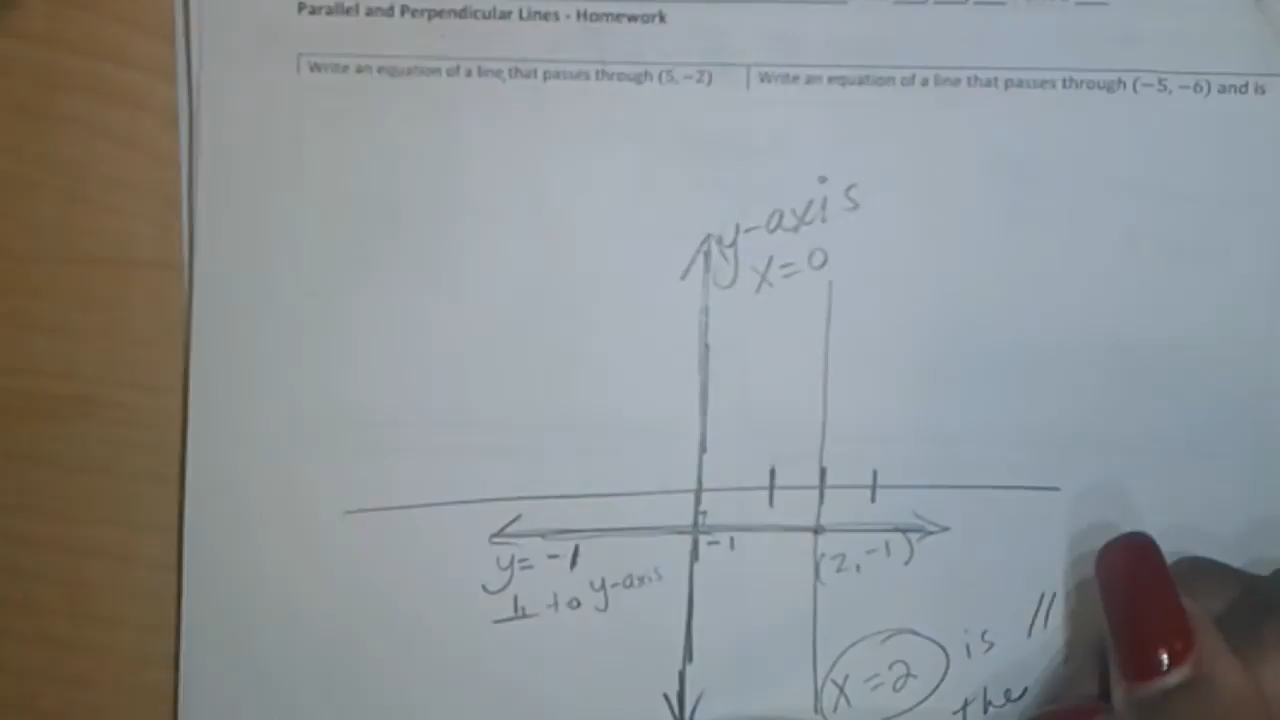 Parallel and Perpendicular Lines - Homework
Write an equation of a line that passes through (5, −2)
Write an equation of a line that passes through (−5, −6) and is
y-axis
x=0
-1
y= -1
(2,-1)
⊥ to y-axis
x=2 is //
the